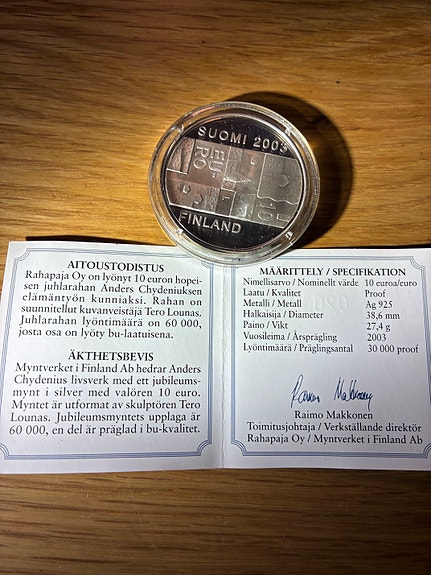 SUOMI 2003
EU-
RO
10
FINLAND
AITOUSTODISTUS
Rahapaja Oy on lyönyt 10 euron hopei-
sen juhlarahan Anders Chydeniuksen
elämäntyön kunniaksi. Rahan on
suunnitellut kuvanveistäjä Tero Lounas.
Juhlarahan lyöntimäärä on 60 000,
josta osa on lyöty bu-laatuisena.
ÄKTHETSBEVIS
Myntverket i Finland Ab hedrar Anders
Chydenius livsverk med ett jubileums-
mynt i silver med valören 10 euro.
Myntet är utformat av skulptören Tero
Lounas. Jubileumsmyntets upplaga är
60 000, en del är präglad i bu-kvalitet.
MÄÄRITTELY / SPECIFIKATION
Nimellisarvo / Nominellt värde 10 euroa/euro
Laatu / Kvalitet Proof
Metalli / Metall Ag 925
Halkaisija / Diameter 38,6 mm
Paino / Vikt 27,4 g
Vuosileima / Årsprägling 2003
Lyöntimäärä / Präglingsantal 30 000 proof
Raimo Makkonen
Raimo Makkonen
Toimitusjohtaja / Verkställande direktör
Rahapaja Oy / Myntverket i Finland Ab